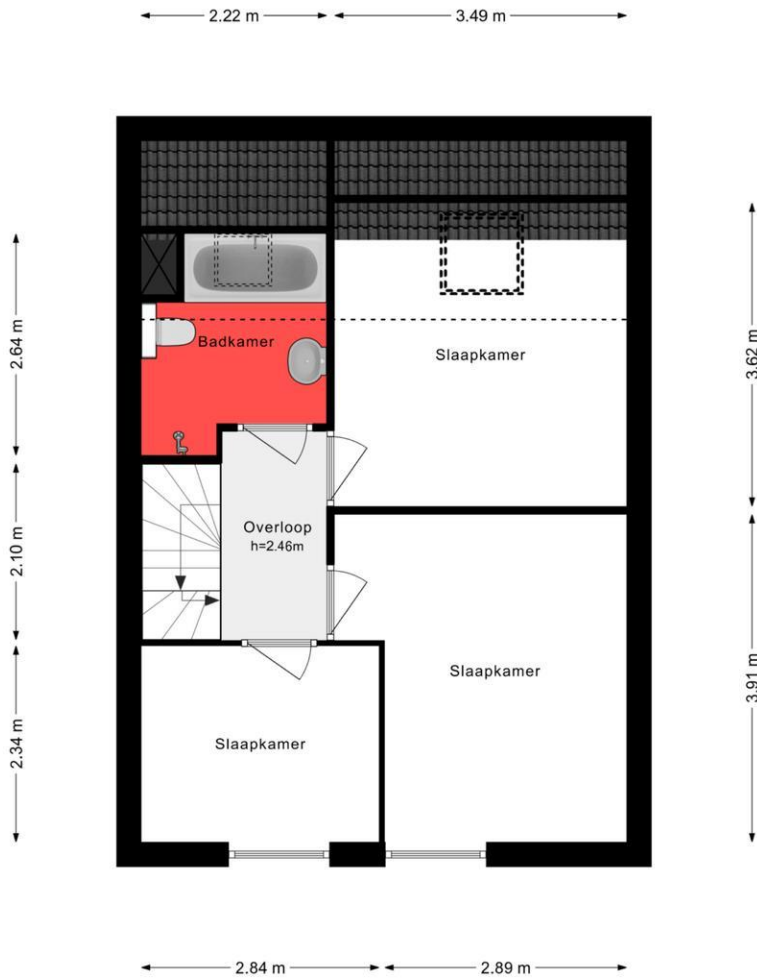 2.22 m
3.49 m
2.64 m
Badkamer
Slaapkamer
3.62 m
2.10 m
Overloop
h=2.46m
Slaapkamer
3.91 m
2.34 m
Slaapkamer
2.84 m
2.89 m